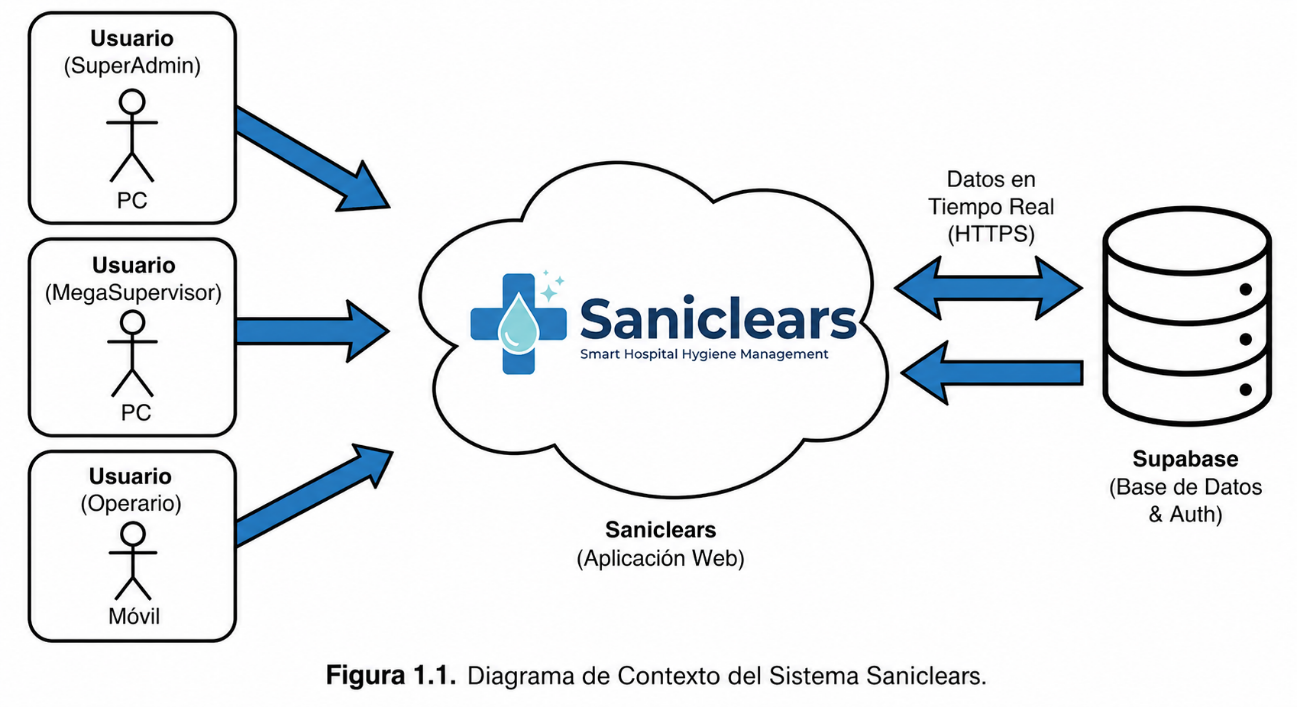 Usuario
(SuperAdmin)
PC
Usuario
(MegaSupervisor)
PC
Usuario
(Operario)
Móvil
Saniclears
Smart Hospital Hygiene Management
Saniclears
(Aplicación Web)
Datos en
Tiempo Real
(HTTPS)
Supabase
(Base de Datos
& Auth)
Figura 1.1. Diagrama de Contexto del Sistema Saniclears.